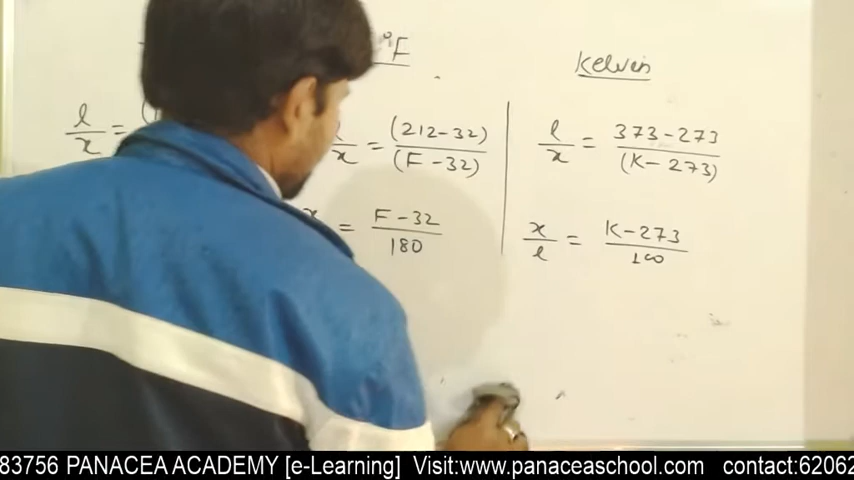 °F
Kelvin
l/x = (
x = (212-32)/(F-32)
l/x = 373-273/(K-273)
x = F-32/180
x/l = K-273/100
83756 PANACEA ACADEMY [e-Learning] Visit:www.panaceaschool.com contact:62062